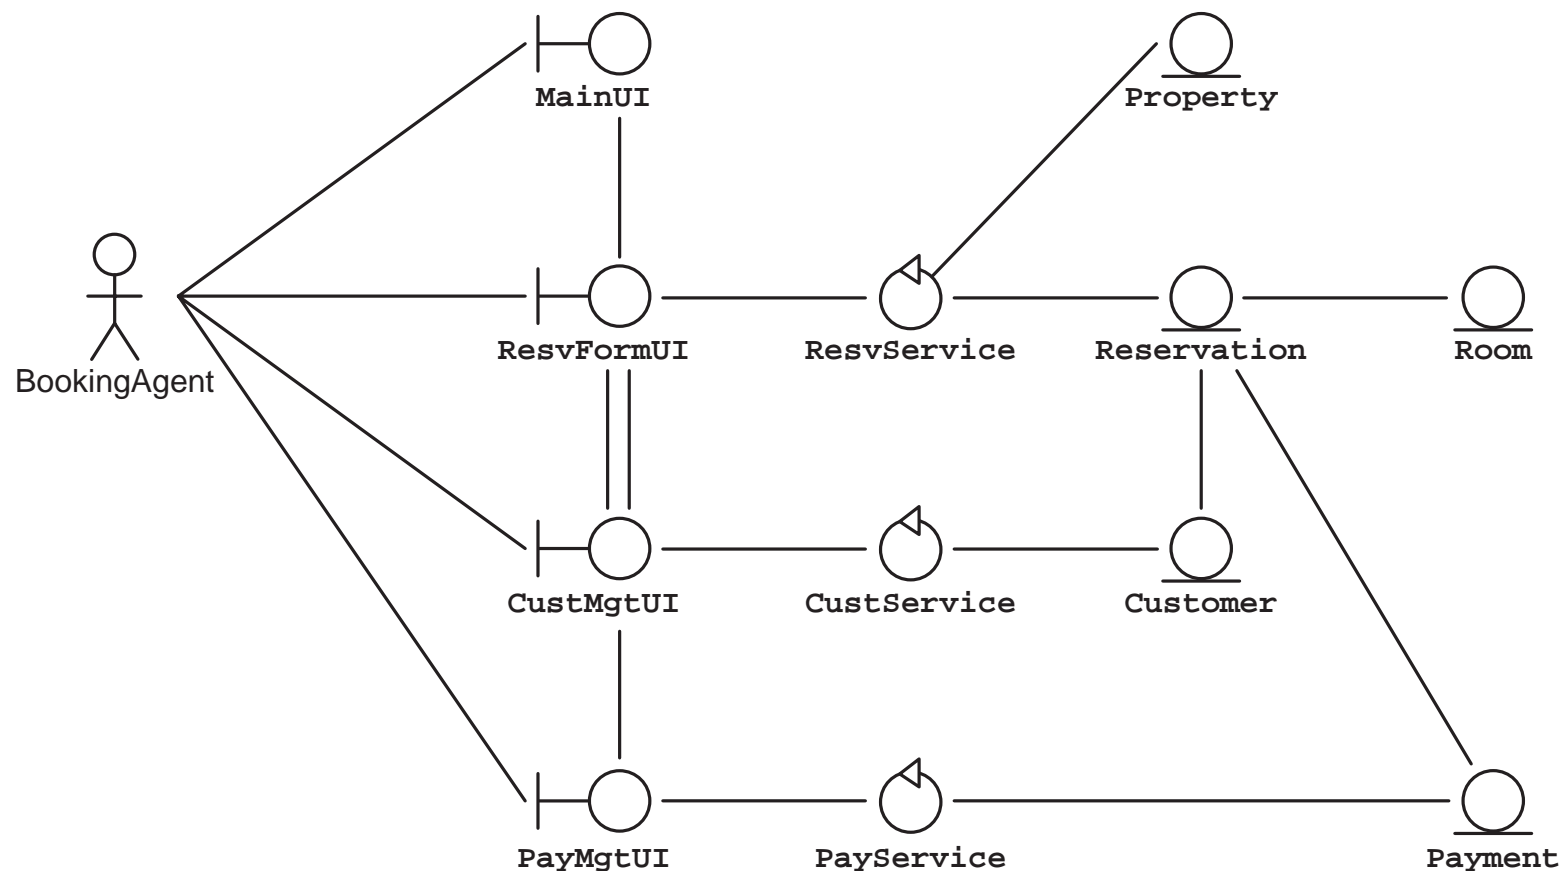 MainUI
Property
ResvFormUI
ResvService
Reservation
Room
BookingAgent
CustMgtUI
CustService
Customer
PayMgtUI
PayService
Payment